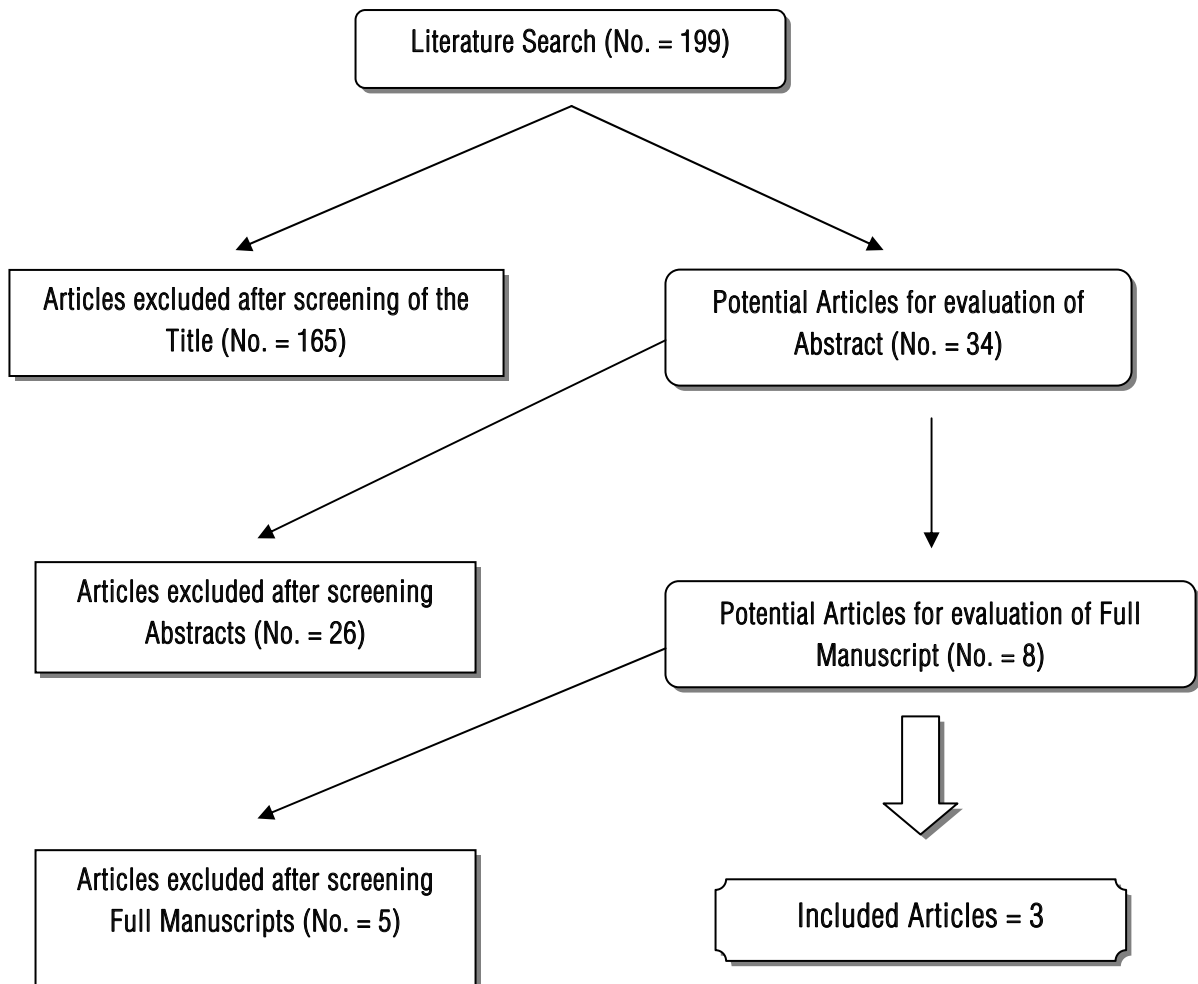 Literature Search (No. = 199)
Articles excluded after screening of the
Title (No. = 165)
Potential Articles for evaluation of
Abstract (No. = 34)
Articles excluded after screening
Abstracts (No. = 26)
Potential Articles for evaluation of Full
Manuscript (No. = 8)
Articles excluded after screening
Full Manuscripts (No. = 5)
Included Articles = 3